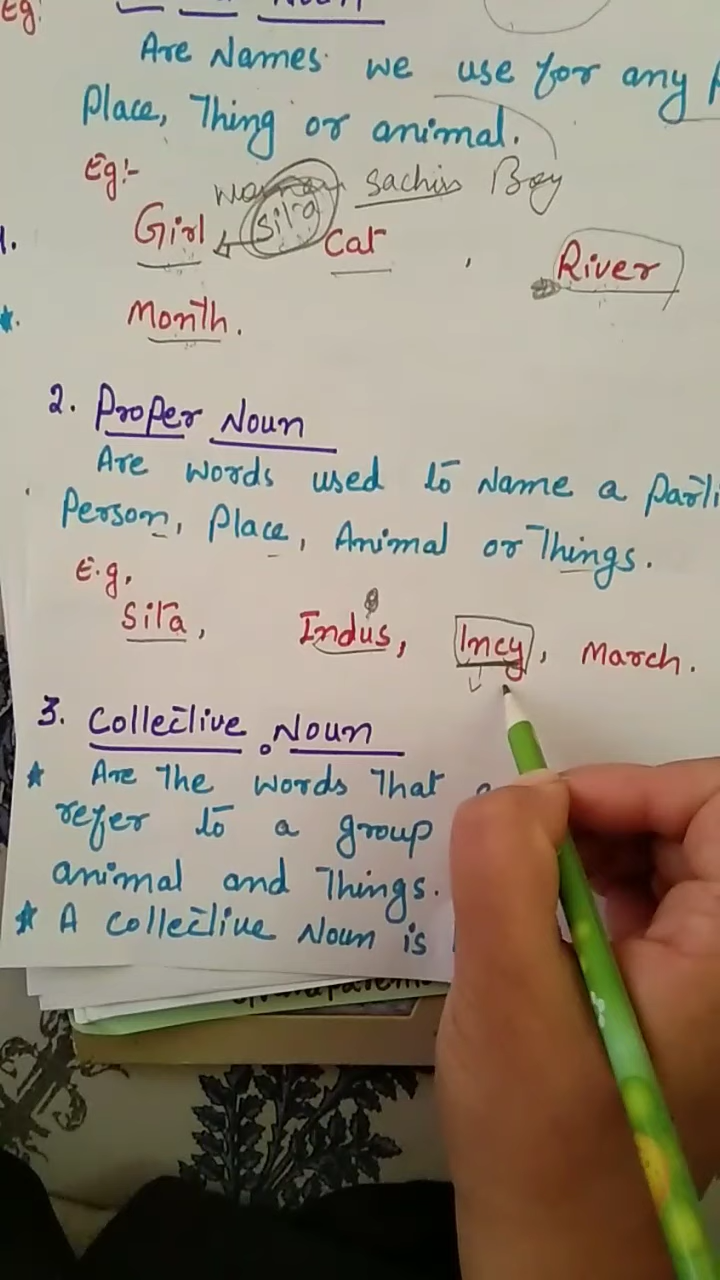 Eg:
Noun
Are Names we use for any
Place, Thing or animal.
Eg:-
Sachin Boy
Sita
1. Girl Cat , River
Month.
2. Proper Noun
Are words used to Name a
Person, Place, Animal or Things.
E.g,
Sita, Indus, Incy, March.
3. Collective Noun
Are The words That
refer to a group
animal and Things.
A Collective Noun is